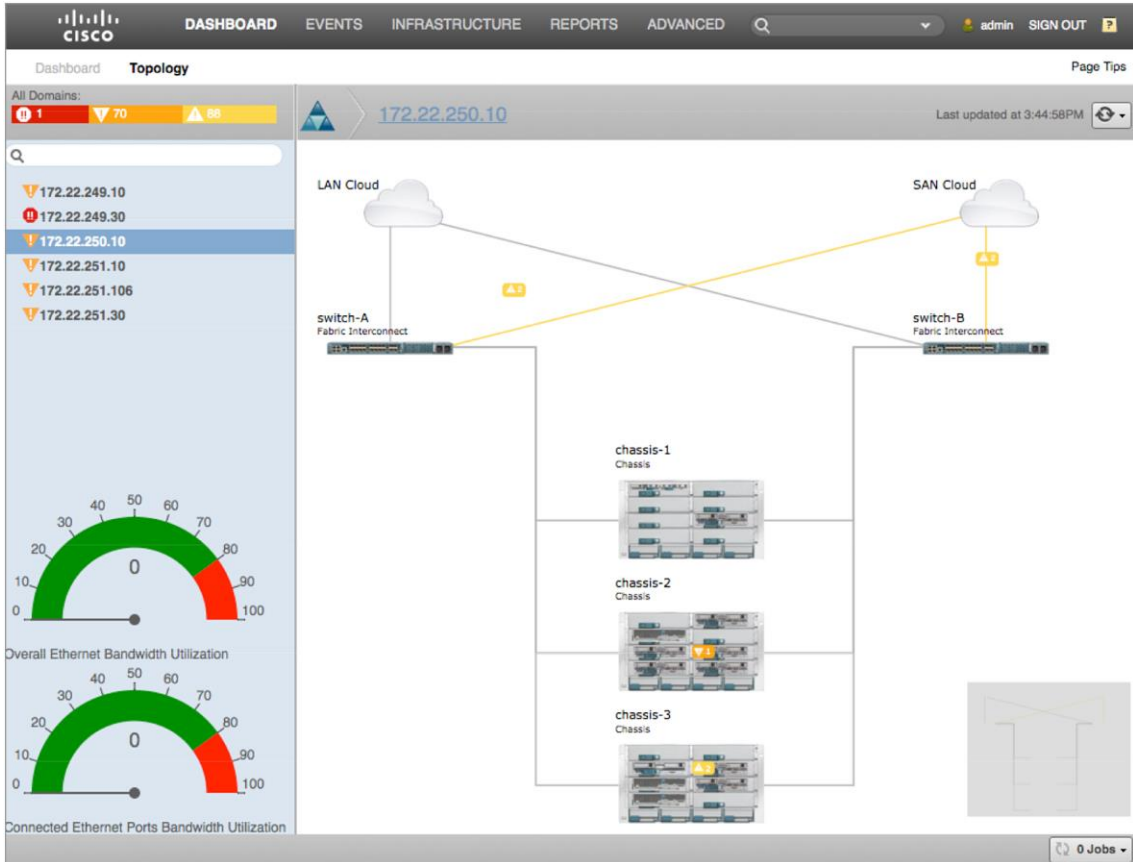 CISCO
DASHBOARD EVENTS INFRASTRUCTURE REPORTS ADVANCED admin SIGN OUT ?
Dashboard Topology Page Tips
All Domains:
1 70 88
172.22.250.10
Last updated at 3:44:58PM
172.22.249.10
172.22.249.30
172.22.250.10
172.22.251.10
172.22.251.106
172.22.251.30
LAN Cloud
SAN Cloud
switch-A
Fabric Interconnect
switch-B
Fabric Interconnect
chassis-1
Chassis
chassis-2
Chassis
1
chassis-3
Chassis
2
0 10 20 30 40 50 60 70 80 90 100
0
Overall Ethernet Bandwidth Utilization
0 10 20 30 40 50 60 70 80 90 100
0
Connected Ethernet Ports Bandwidth Utilization
0 Jobs